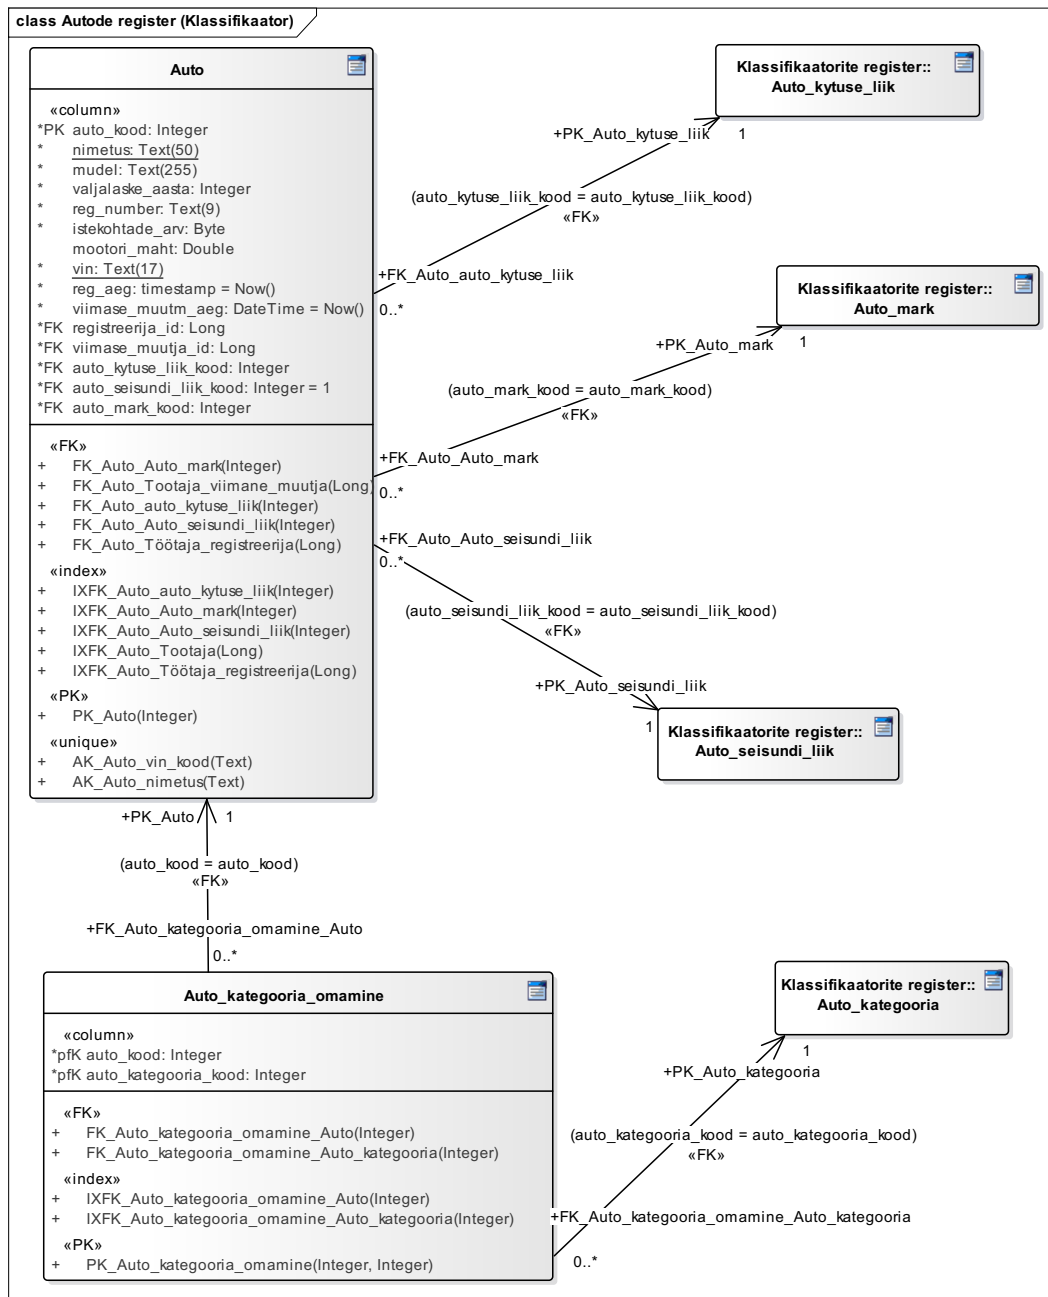 class Autode register (Klassifikaator)
Auto
«column»
*PK auto_kood: Integer
* nimetus: Text(50)
* mudel: Text(255)
* valjalaske_aasta: Integer
* reg_number: Text(9)
* istekohtade_arv: Byte
mootori_maht: Double
* vin: Text(17)
* reg_aeg: timestamp = Now()
* viimase_muutm_aeg: DateTime = Now()
*FK registreerija_id: Long
*FK viimase_muutja_id: Long
*FK auto_kytuse_liik_kood: Integer
*FK auto_seisundi_liik_kood: Integer = 1
*FK auto_mark_kood: Integer
«FK»
+ FK_Auto_Auto_mark(Integer)
+ FK_Auto_Tootaja_viimane_muutja(Long)
+ FK_Auto_auto_kytuse_liik(Integer)
+ FK_Auto_Auto_seisundi_liik(Integer)
+ FK_Auto_Töötaja_registreerija(Long)
«index»
+ IXFK_Auto_auto_kytuse_liik(Integer)
+ IXFK_Auto_Auto_mark(Integer)
+ IXFK_Auto_Auto_seisundi_liik(Integer)
+ IXFK_Auto_Tootaja(Long)
+ IXFK_Auto_Töötaja_registreerija(Long)
«PK»
+ PK_Auto(Integer)
«unique»
+ AK_Auto_vin_kood(Text)
+ AK_Auto_nimetus(Text)
Klassifikaatorite register::
Auto_kytuse_liik
+PK_Auto_kytuse_liik
1
(auto_kytuse_liik_kood = auto_kytuse_liik_kood)
«FK»
+FK_Auto_auto_kytuse_liik
0..*
Klassifikaatorite register::
Auto_mark
+PK_Auto_mark
1
(auto_mark_kood = auto_mark_kood)
«FK»
+FK_Auto_Auto_mark
0..*
+FK_Auto_Auto_seisundi_liik
0..*
(auto_seisundi_liik_kood = auto_seisundi_liik_kood)
«FK»
+PK_Auto_seisundi_liik
1
Klassifikaatorite register::
Auto_seisundi_liik
+PK_Auto
1
(auto_kood = auto_kood)
«FK»
+FK_Auto_kategooria_omamine_Auto
0..*
Auto_kategooria_omamine
«column»
*pfK auto_kood: Integer
*pfK auto_kategooria_kood: Integer
«FK»
+ FK_Auto_kategooria_omamine_Auto(Integer)
+ FK_Auto_kategooria_omamine_Auto_kategooria(Integer)
«index»
+ IXFK_Auto_kategooria_omamine_Auto(Integer)
+ IXFK_Auto_kategooria_omamine_Auto_kategooria(Integer)
«PK»
+ PK_Auto_kategooria_omamine(Integer, Integer)
Klassifikaatorite register::
Auto_kategooria
1
+PK_Auto_kategooria
(auto_kategooria_kood = auto_kategooria_kood)
«FK»
+FK_Auto_kategooria_omamine_Auto_kategooria
0..*